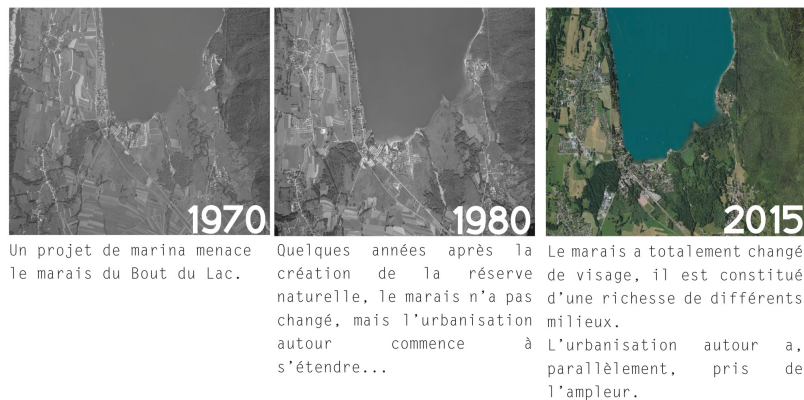 1970
Un projet de marina menace
le marais du Bout du Lac.
1980
Quelques années après la
création de la réserve
naturelle, le marais n'a pas
changé, mais l'urbanisation
autour commence à
s'étendre...
2015
Le marais a totalement changé
de visage, il est constitué
d'une richesse de différents
milieux.
L'urbanisation autour a,
parallèlement, pris de
l'ampleur.